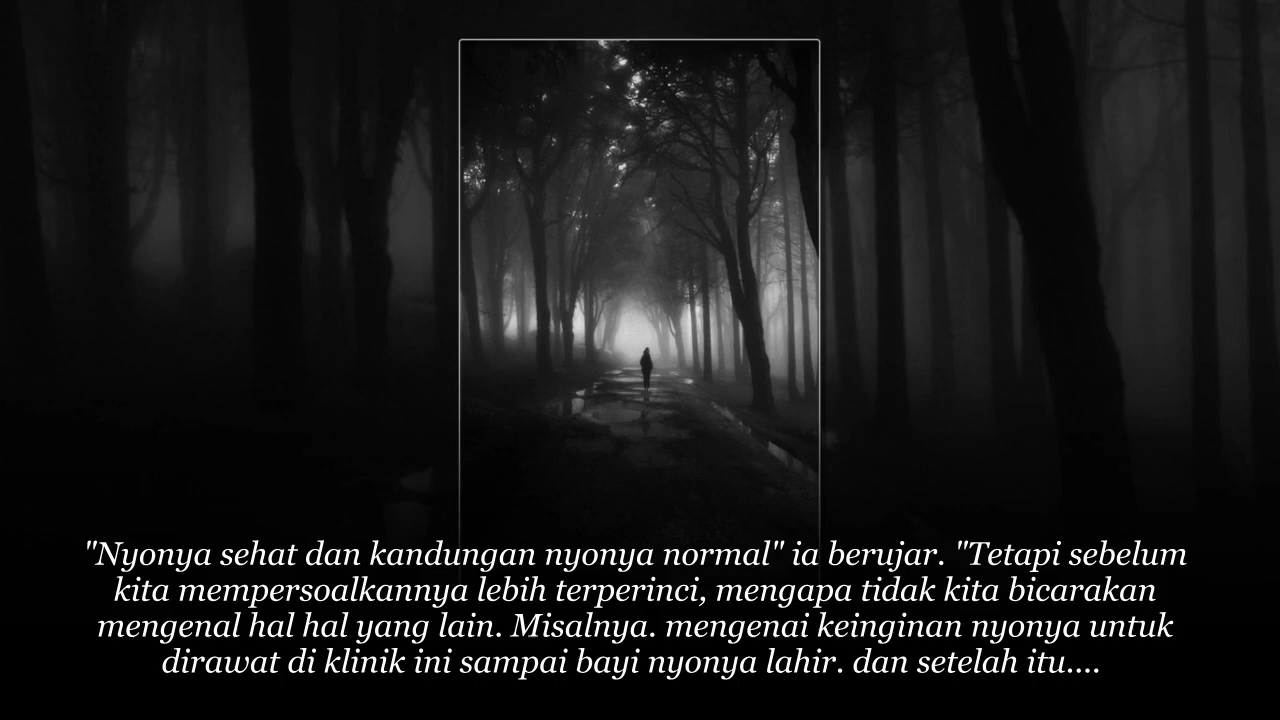 "Nyonya sehat dan kandungan nyonya normal" ia berujar. "Tetapi sebelum
kita mempersoalkannya lebih terperinci, mengapa tidak kita bicarakan
mengenal hal hal yang lain. Misalnya. mengenai keinginan nyonya untuk
dirawat di klinik ini sampai bayi nyonya lahir. dan setelah itu....